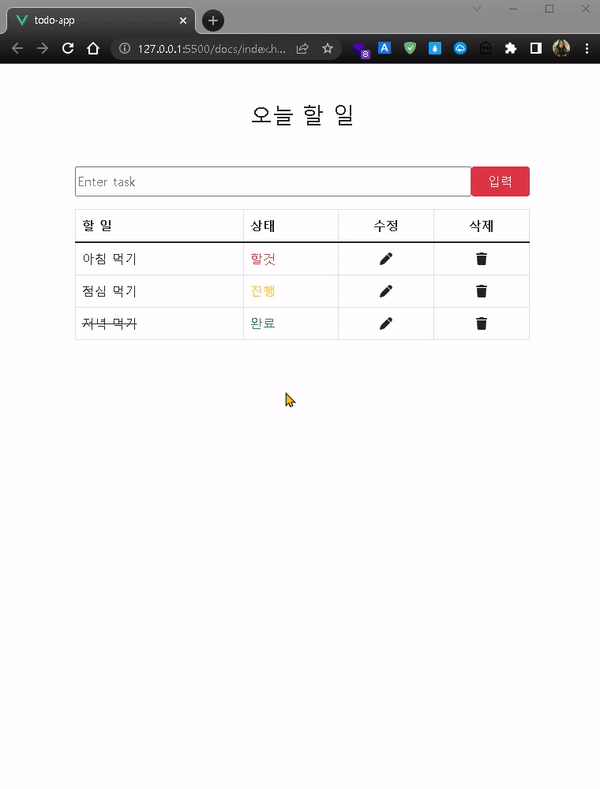 todo-app
127.0.0.1:5500/docs/index.h...
8
A
오늘 할 일
Enter task 입력
할 일 상태 수정 삭제
아침 먹기 할것
점심 먹기 진행
저녁 먹기 완료